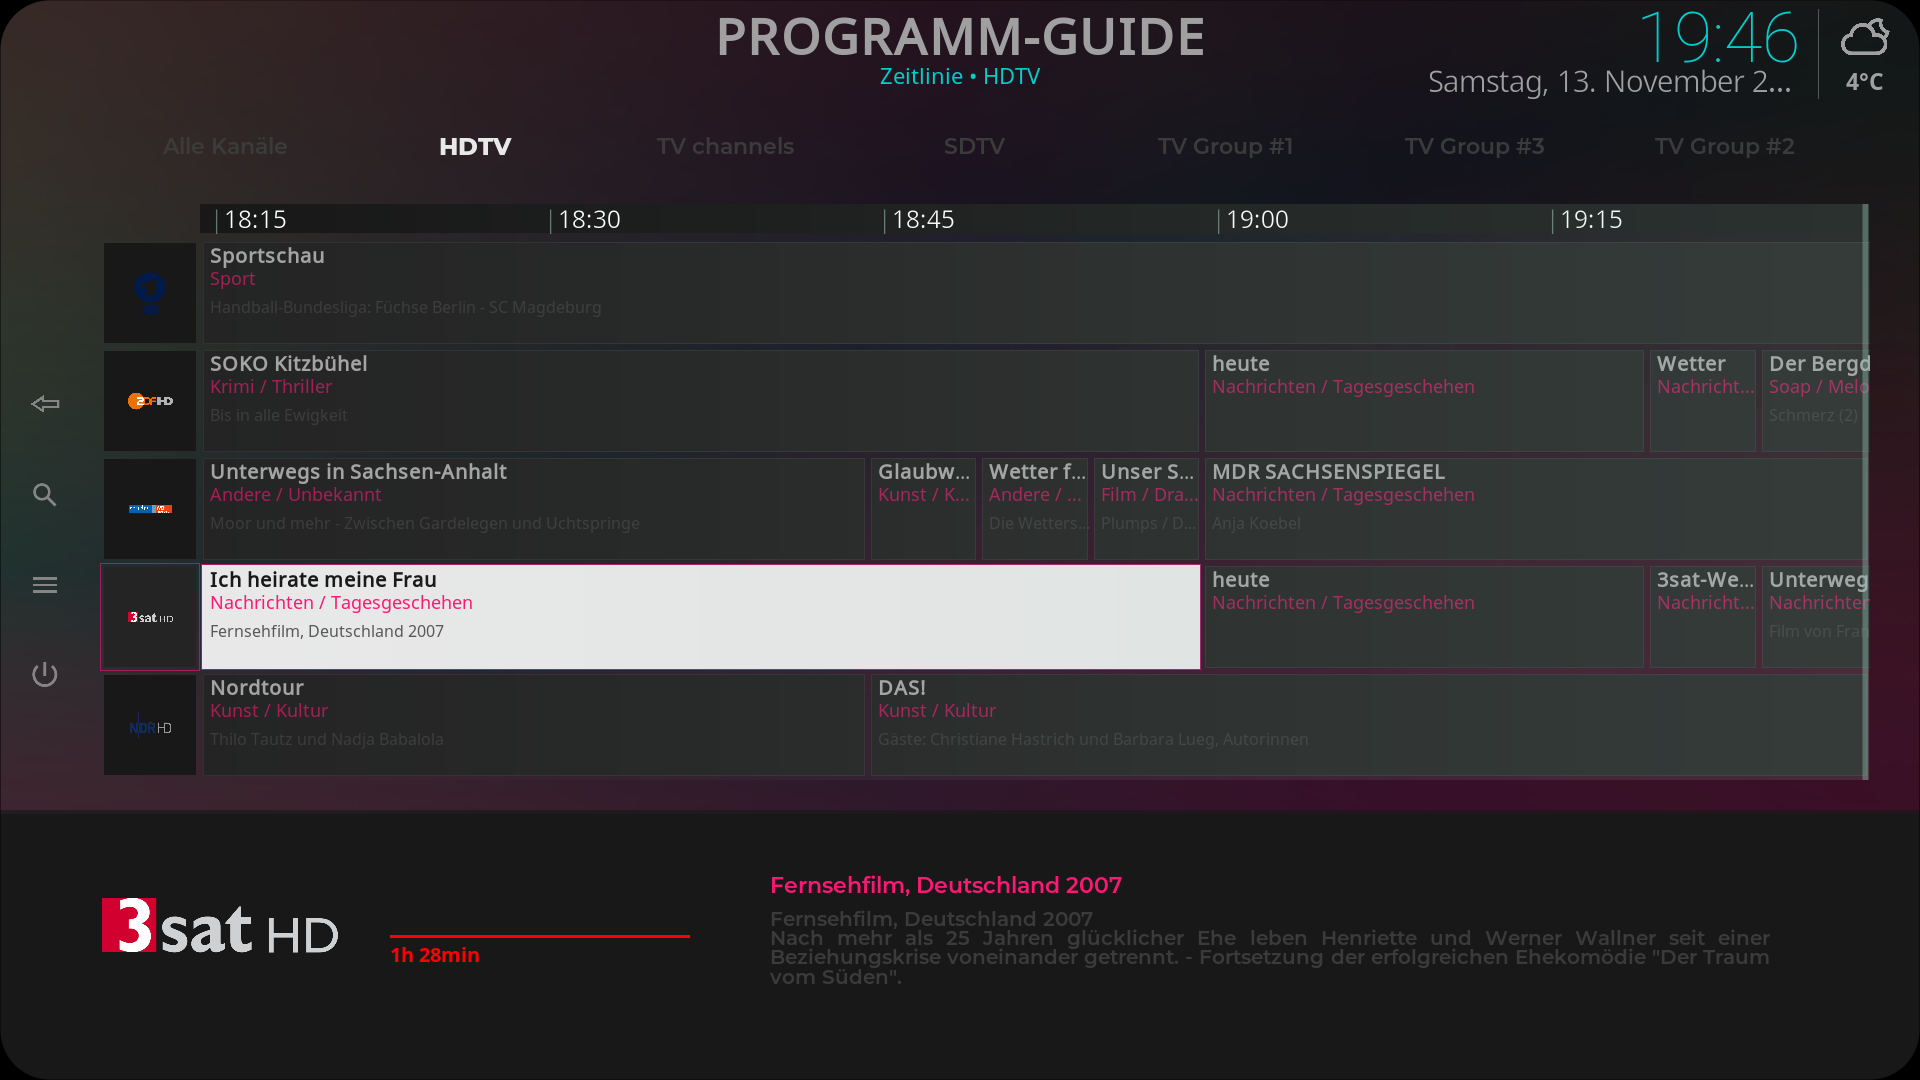 PROGRAMM-GUIDE
Zeitlinie • HDTV
19:46
Samstag, 13. November 2...
4°C
Alle Kanäle
HDTV
TV channels
SDTV
TV Group #1
TV Group #3
TV Group #2
18:15
18:30
18:45
19:00
19:15
Sportschau
Sport
Handball-Bundesliga: Füchse Berlin - SC Magdeburg
ZDFHD
SOKO Kitzbühel
Krimi / Thriller
Bis in alle Ewigkeit
heute
Nachrichten / Tagesgeschehen
Wetter
Nachricht...
Der Bergd
Soap / Melo
Schmerz (2)
Unterwegs in Sachsen-Anhalt
Andere / Unbekannt
Moor und mehr - Zwischen Gardelegen und Uchtspringe
Glaubw...
Kunst / K...
Wetter f...
Andere / ...
Die Wetters...
Unser S...
Film / Dra...
Plumps / D...
MDR SACHSENSPIEGEL
Nachrichten / Tagesgeschehen
Anja Koebel
3sat HD
Ich heirate meine Frau
Nachrichten / Tagesgeschehen
Fernsehfilm, Deutschland 2007
heute
Nachrichten / Tagesgeschehen
3sat-We...
Nachricht...
Unterweg
Nachrichten
Film von Fran
NDR HD
Nordtour
Kunst / Kultur
Thilo Tautz und Nadja Babalola
DAS!
Kunst / Kultur
Gäste: Christiane Hastrich und Barbara Lueg, Autorinnen
3sat HD
1h 28min
Fernsehfilm, Deutschland 2007
Fernsehfilm, Deutschland 2007
Nach mehr als 25 Jahren glücklicher Ehe leben Henriette und Werner Wallner seit einer
Beziehungskrise voneinander getrennt. - Fortsetzung der erfolgreichen Ehekomödie "Der Traum
vom Süden".